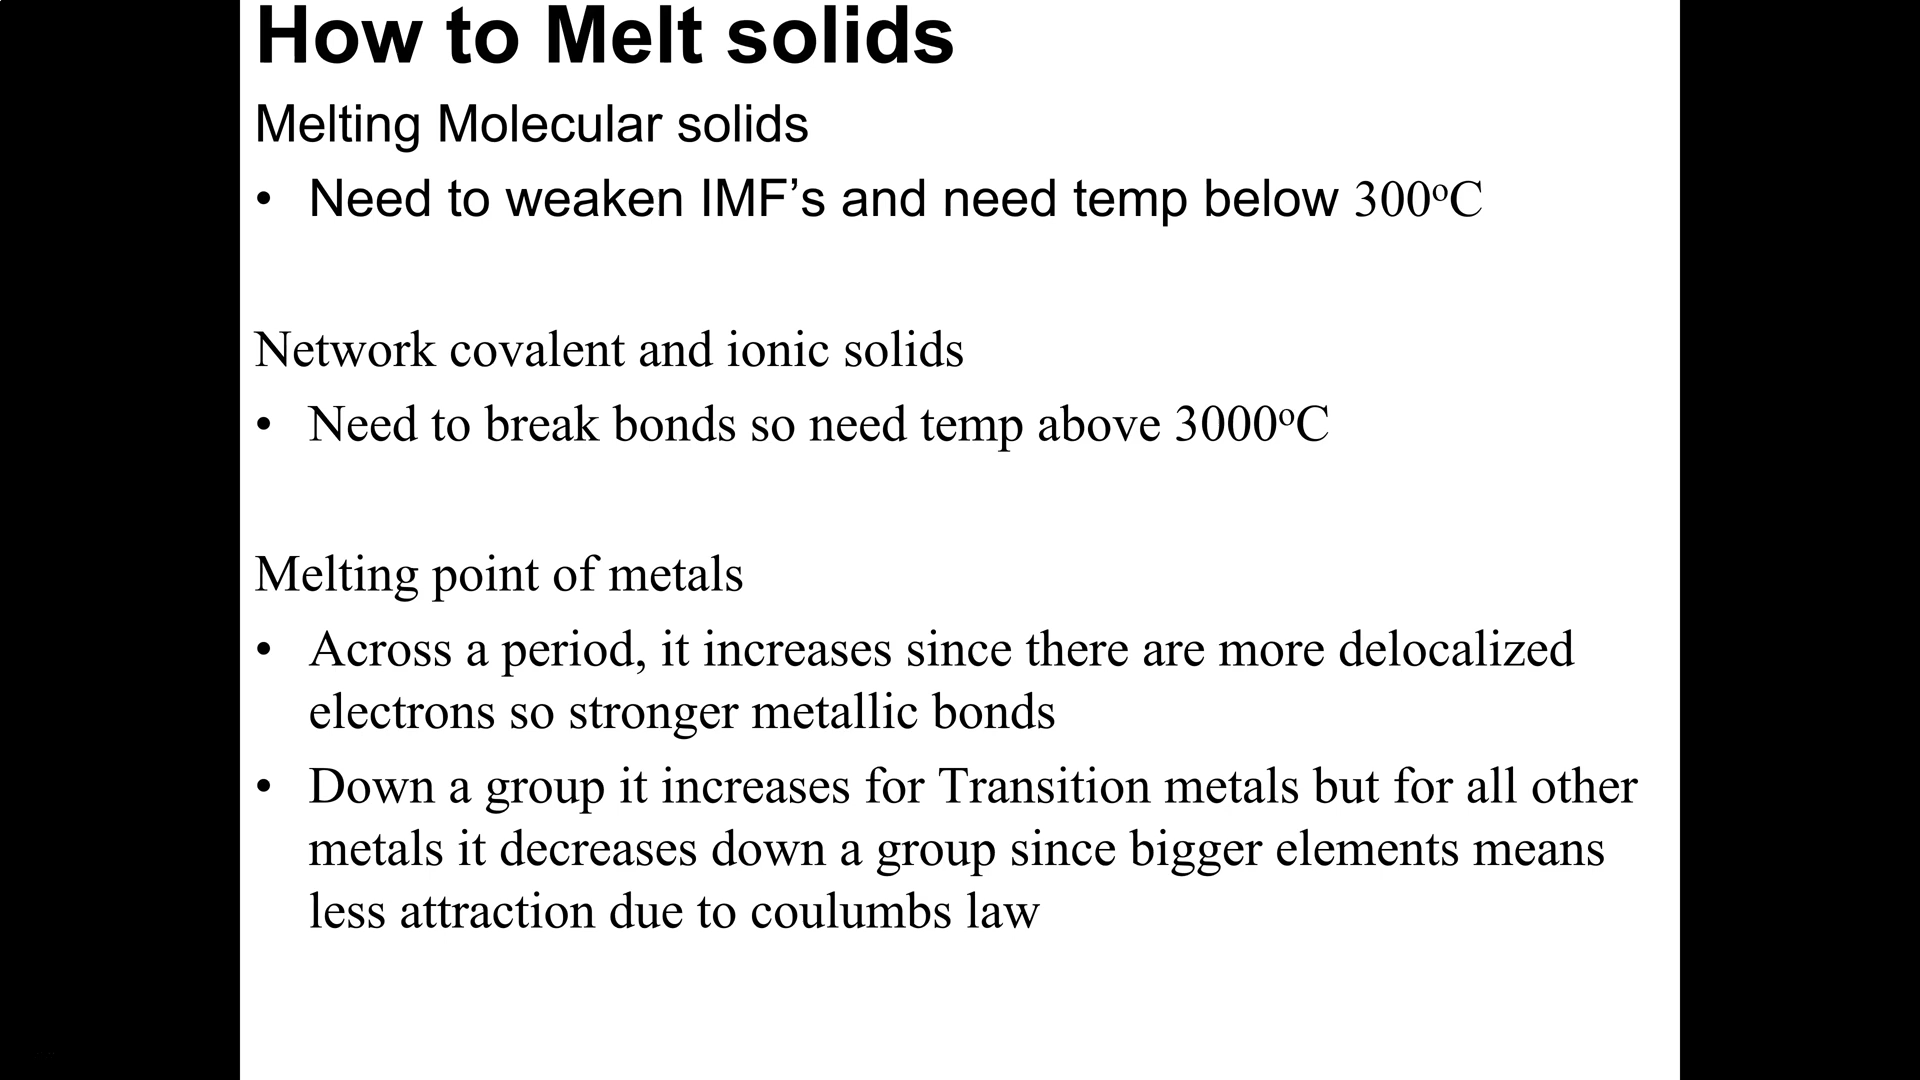 How to Melt solids
Melting Molecular solids
• Need to weaken IMF’s and need temp below 300ºC
Network covalent and ionic solids
• Need to break bonds so need temp above 3000ºC
Melting point of metals
• Across a period, it increases since there are more delocalized
electrons so stronger metallic bonds
• Down a group it increases for Transition metals but for all other
metals it decreases down a group since bigger elements means
less attraction due to coulumbs law